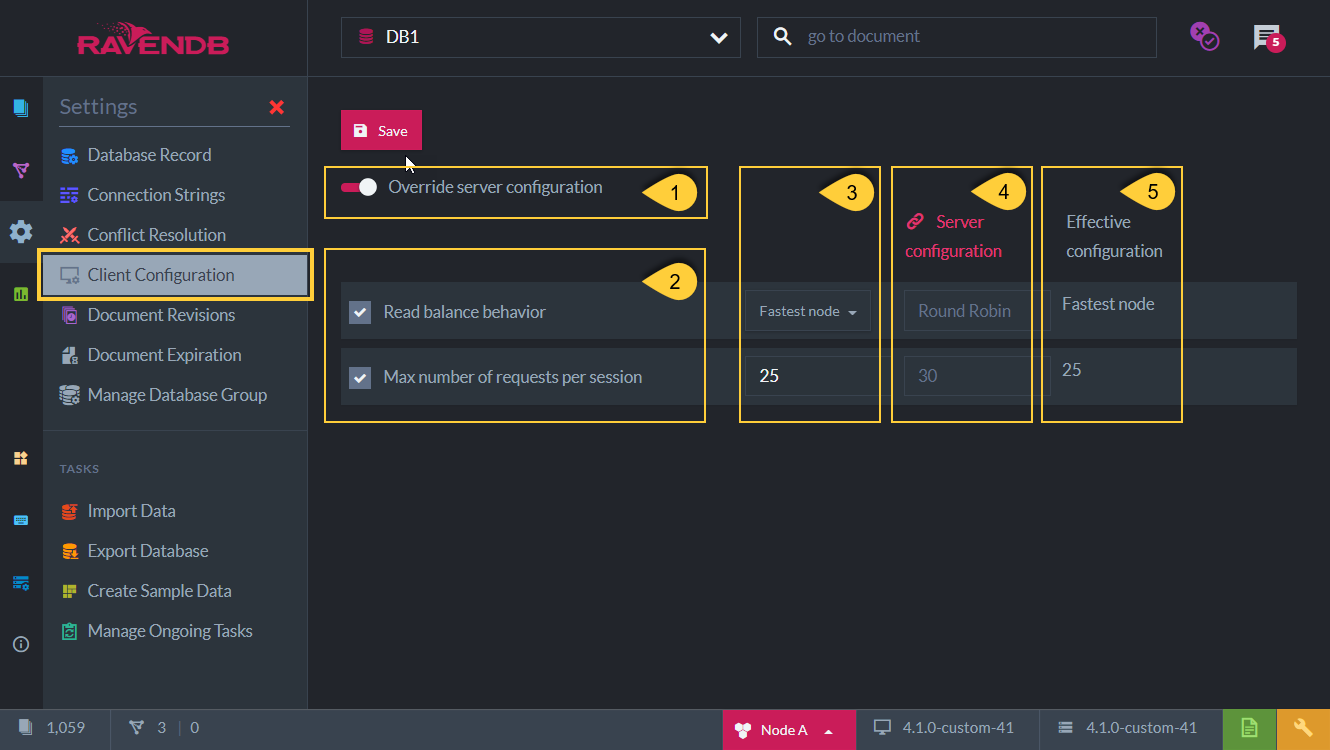 RAVENDB
DB1
go to document
5
Settings
Database Record
Connection Strings
Conflict Resolution
Client Configuration
Document Revisions
Document Expiration
Manage Database Group
TASKS
Import Data
Export Database
Create Sample Data
Manage Ongoing Tasks
Save
Override server configuration
1
2
3
4
5
Server
configuration
Effective
configuration
Read balance behavior
Fastest node
Round Robin
Fastest node
Max number of requests per session
25
30
25
1,059
3 | 0
Node A
4.1.0-custom-41
4.1.0-custom-41